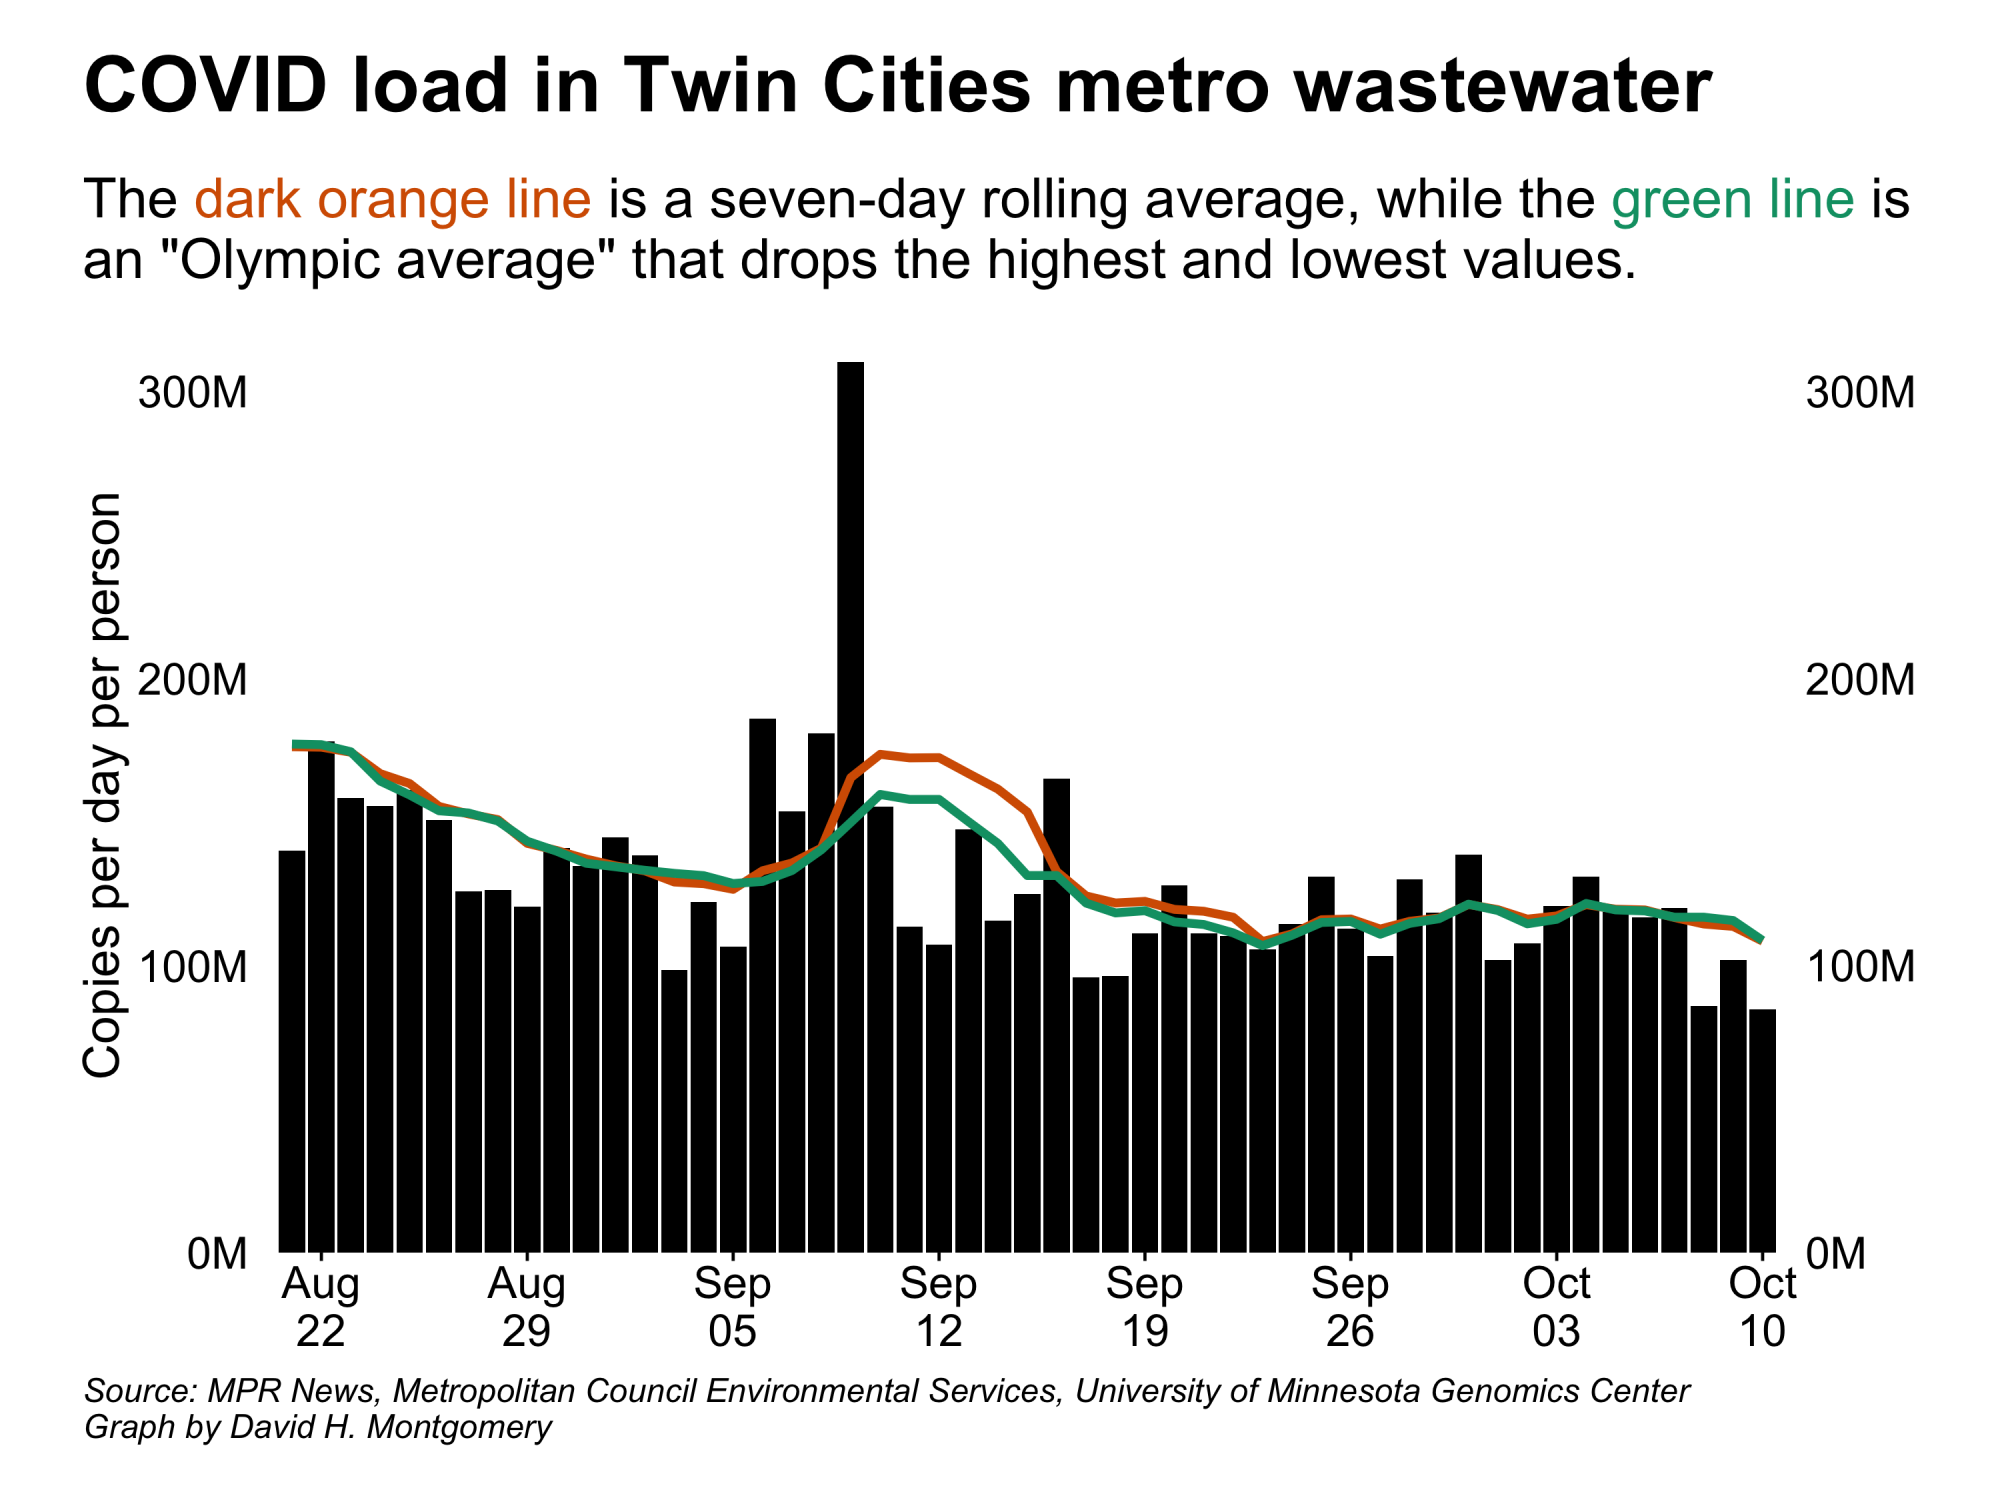 COVID load in Twin Cities metro wastewater
The dark orange line is a seven-day rolling average, while the green line is
an "Olympic average" that drops the highest and lowest values.
Copies per day per person
300M
200M
100M
0M
300M
200M
100M
0M
Aug 22
Aug 29
Sep 05
Sep 12
Sep 19
Sep 26
Oct 03
Oct 10
Source: MPR News, Metropolitan Council Environmental Services, University of Minnesota Genomics Center
Graph by David H. Montgomery